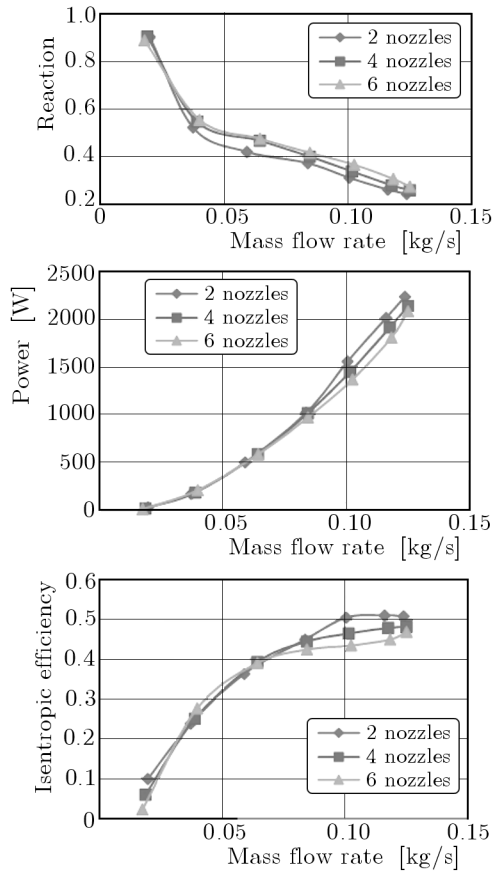 1.0
0.8
0.6
0.4
0.2
Reaction
2 nozzles
4 nozzles
6 nozzles
0
0.05
0.10
0.15
Mass flow rate [kg/s]
2500
2000
1500
1000
500
0
Power [W]
2 nozzles
4 nozzles
6 nozzles
0.05
0.10
0.15
Mass flow rate [kg/s]
0.6
0.5
0.4
0.3
0.2
0.1
0
Isentropic efficiency
2 nozzles
4 nozzles
6 nozzles
0.05
0.10
0.15
Mass flow rate [kg/s]